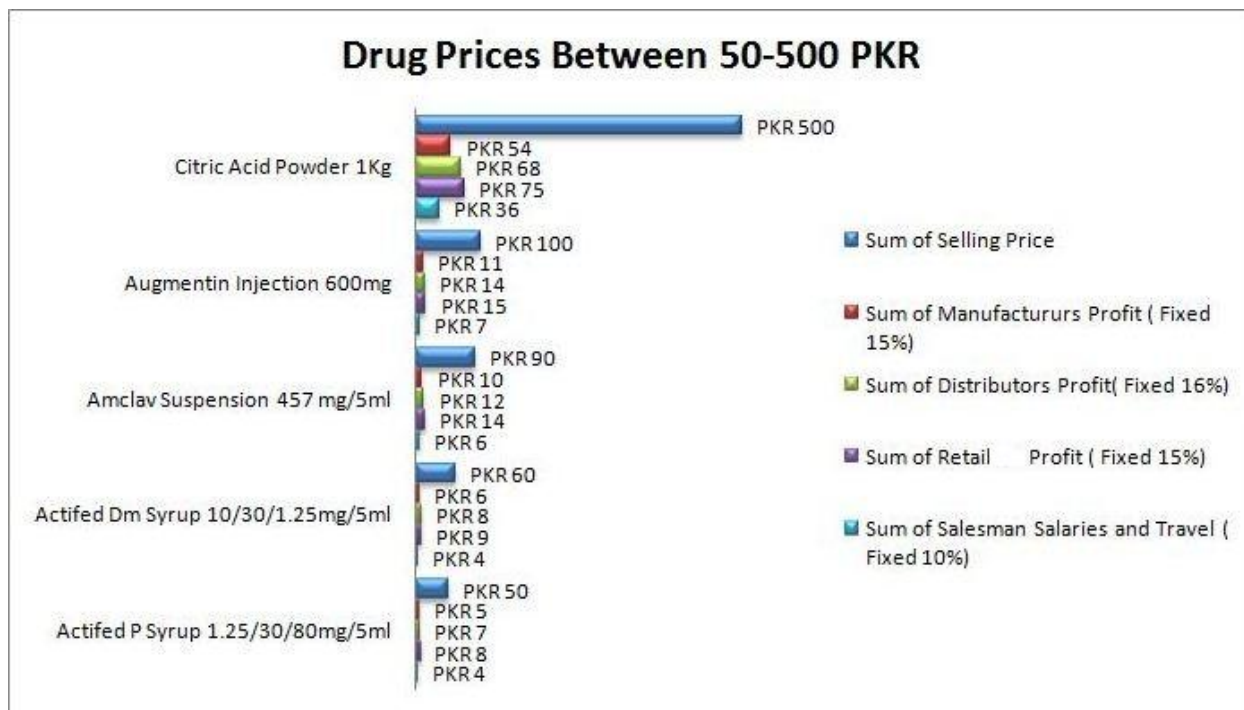 Drug Prices Between 50-500 PKR
Citric Acid Powder 1Kg
PKR 500
PKR 54
PKR 68
PKR 75
PKR 36
Augmentin Injection 600mg
PKR 100
PKR 11
PKR 14
PKR 15
PKR 7
Amclav Suspension 457 mg/5ml
PKR 90
PKR 10
PKR 12
PKR 14
PKR 6
Actifed Dm Syrup 10/30/1.25mg/5ml
PKR 60
PKR 6
PKR 8
PKR 9
PKR 4
Actifed P Syrup 1.25/30/80mg/5ml
PKR 50
PKR 5
PKR 7
PKR 8
PKR 4
Sum of Selling Price
Sum of Manufactururs Profit ( Fixed
15%)
Sum of Distributors Profit( Fixed 16%)
Sum of Retail Profit ( Fixed 15%)
Sum of Salesman Salaries and Travel (
Fixed 10%)